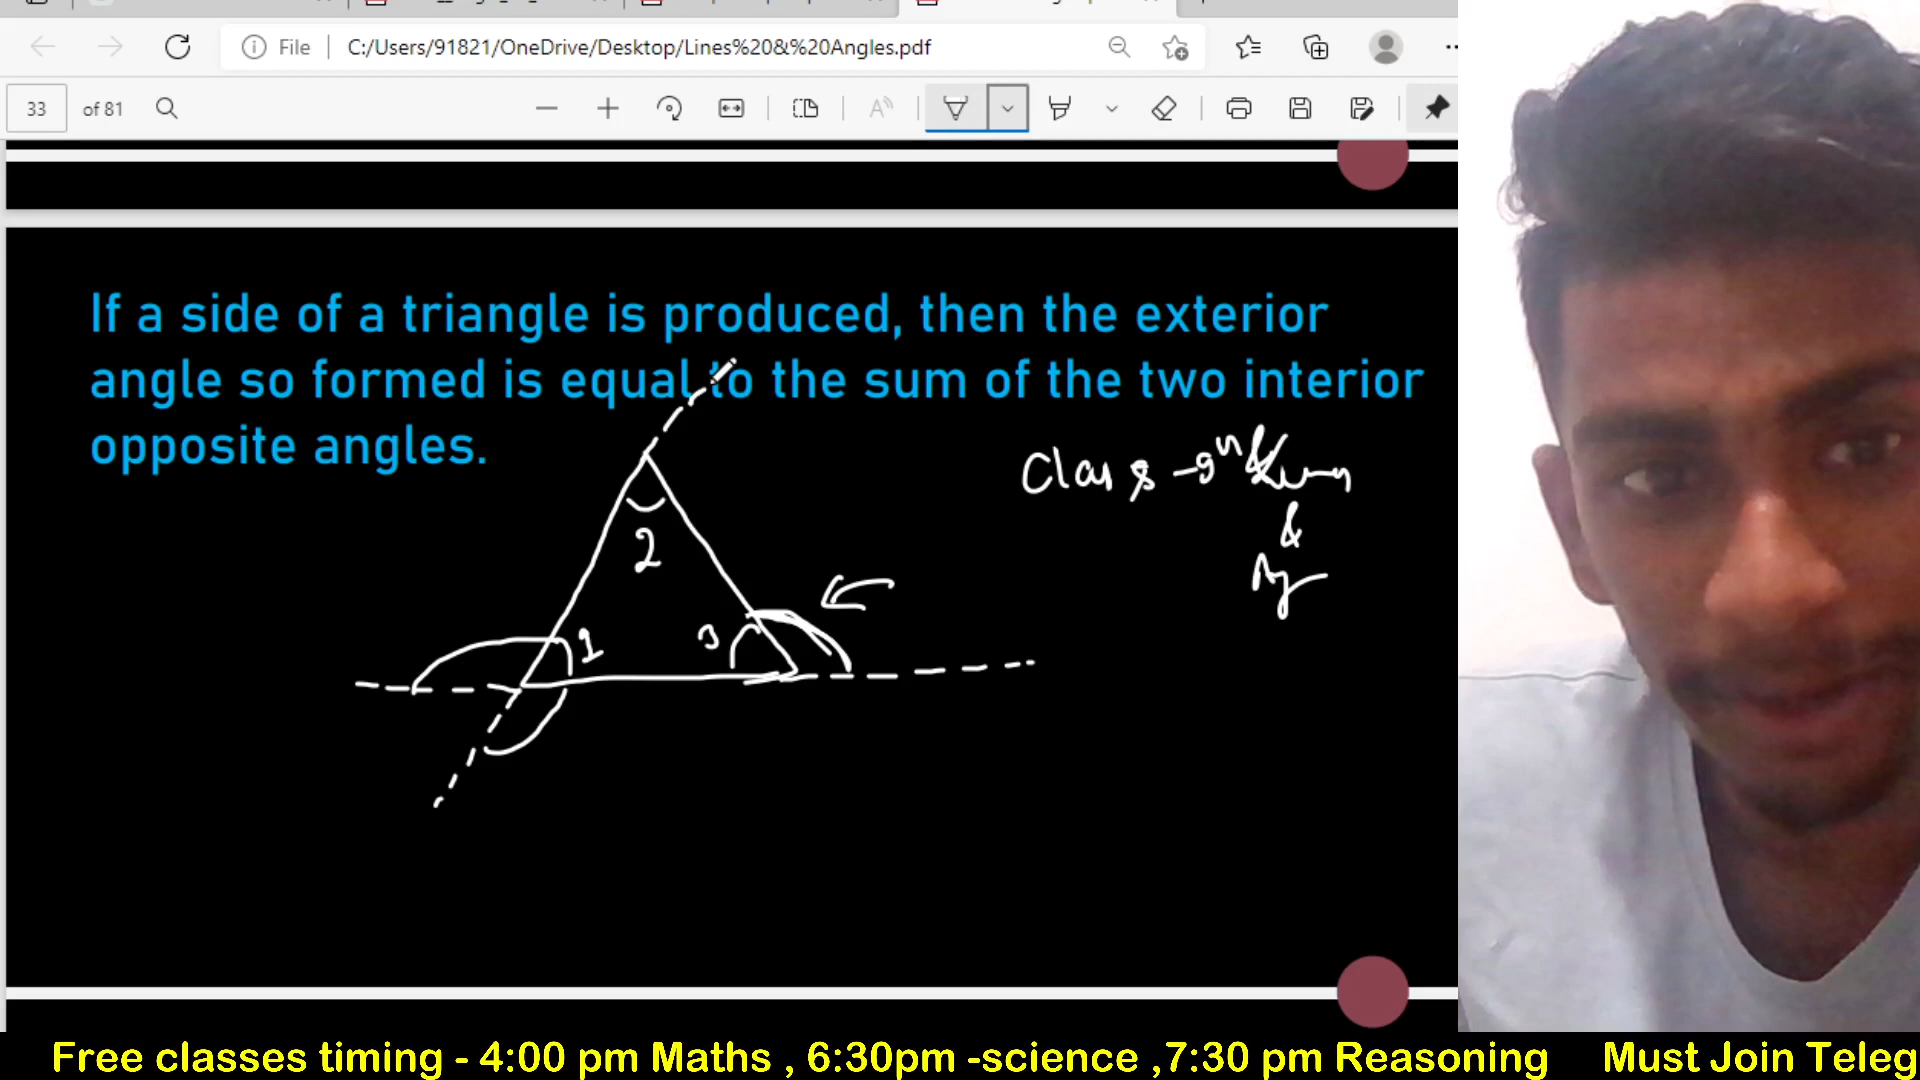 File C:/Users/91821/OneDrive/Desktop/Lines%20&%20Angles.pdf
33 of 81
If a side of a triangle is produced, then the exterior
angle so formed is equal to the sum of the two interior
opposite angles.
Class - 9
&
2
1 3
Free classes timing - 4:00 pm Maths , 6:30pm -science ,7:30 pm Reasoning Must Join Teleg